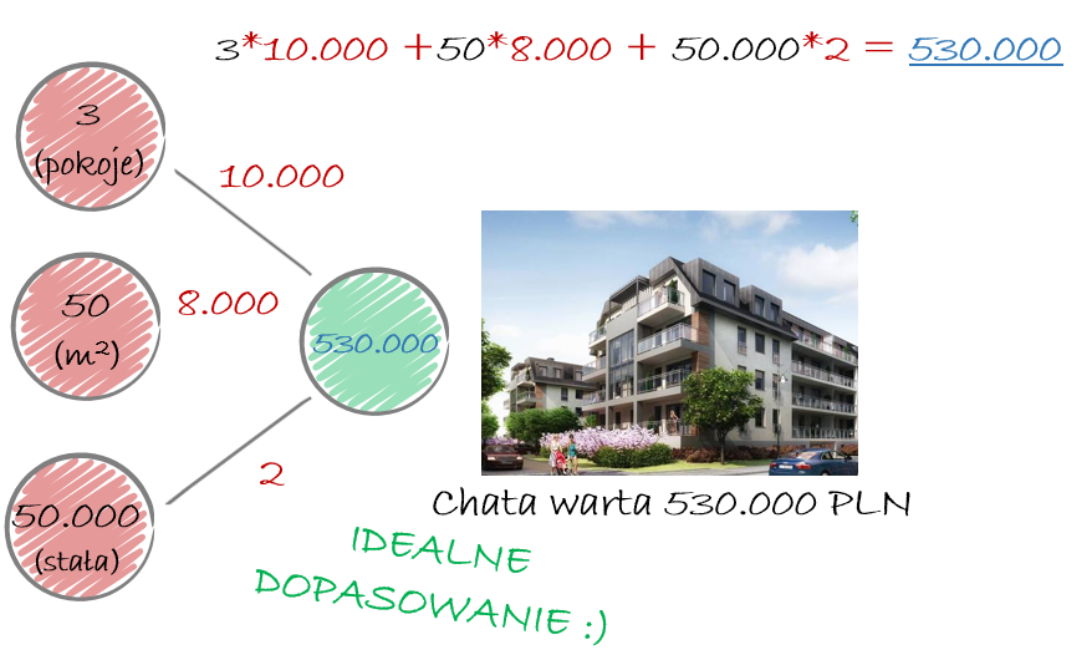 3*10.000 +50*8.000 + 50.000*2 = 530.000
3
(pokoje)
10.000
50
(m²)
8.000
530.000
50.000
(stała)
2
Chata warta 530.000 PLN
IDEALNE
DOPASOWANIE :)